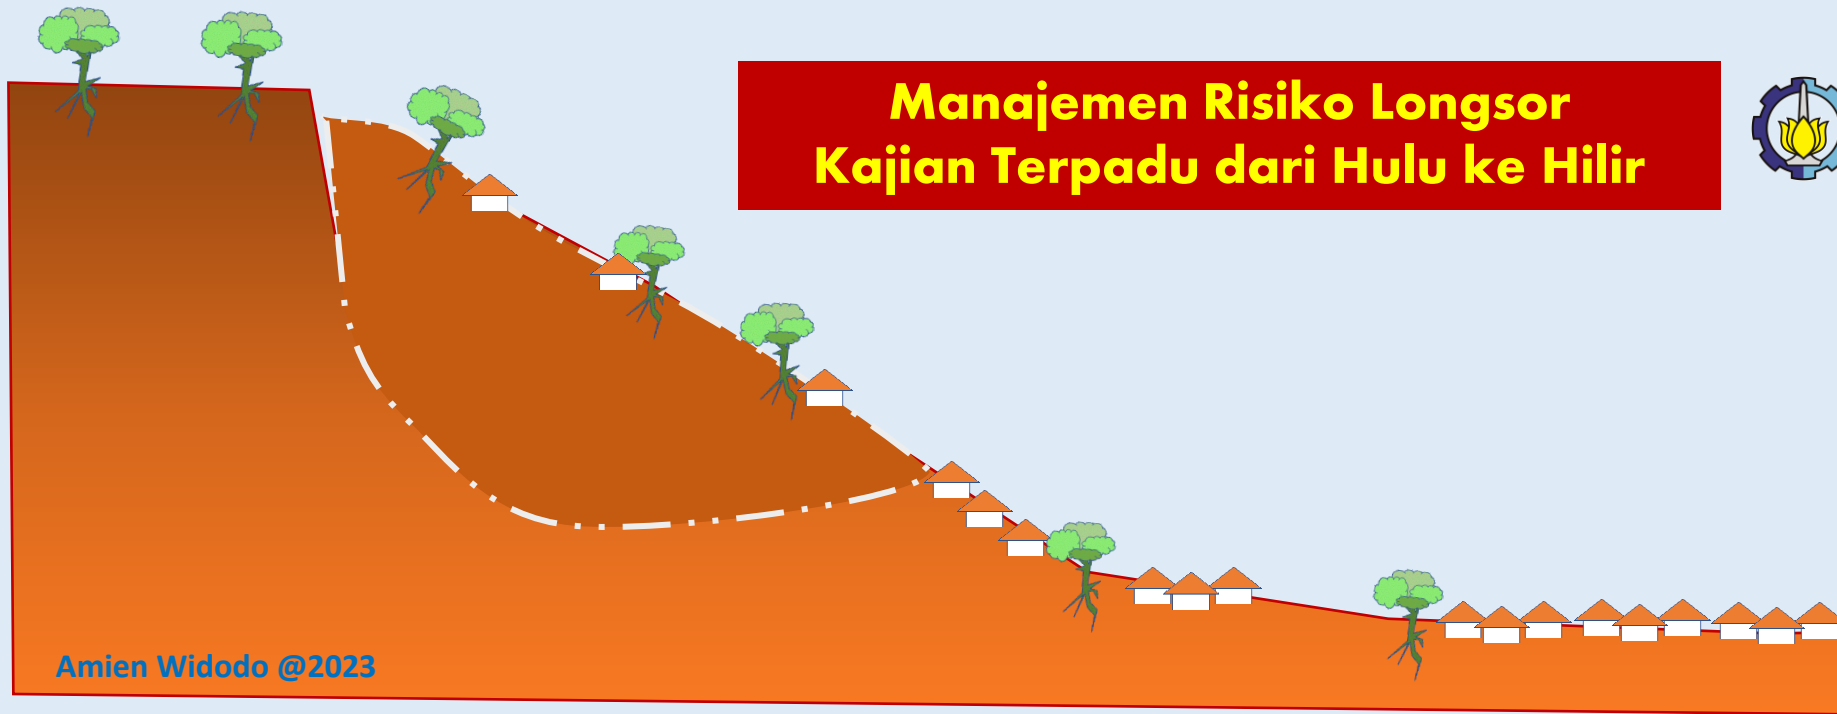 Manajemen Risiko Longsor
Kajian Terpadu dari Hulu ke Hilir
Amien Widodo @2023